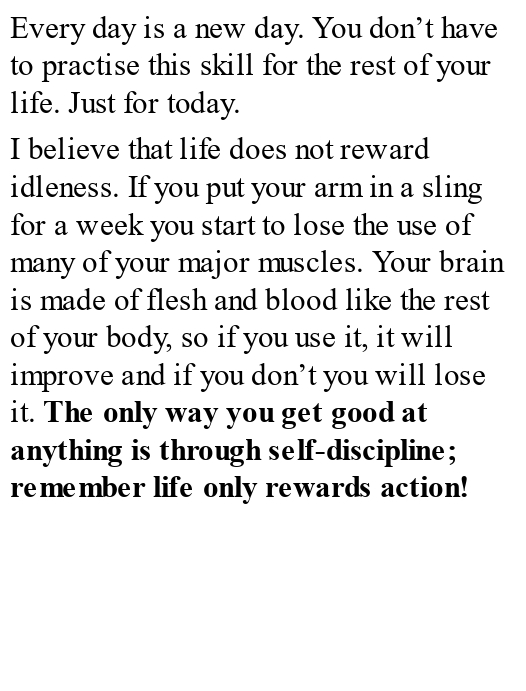 Every day is a new day. You don’t have
to practise this skill for the rest of your
life. Just for today.
I believe that life does not reward
idleness. If you put your arm in a sling
for a week you start to lose the use of
many of your major muscles. Your brain
is made of flesh and blood like the rest
of your body, so if you use it, it will
improve and if you don’t you will lose
it. The only way you get good at
anything is through self-discipline;
remember life only rewards action!